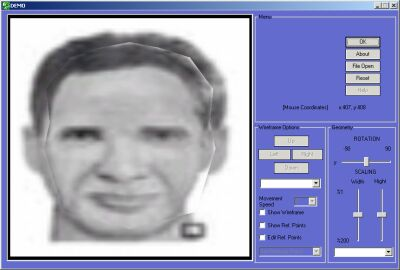 DEMO
Menu
OK
About
File Open
Reset
Help
(Mouse Coordinates) x:407, y:408
Wireframe Options
Up
Left Right
Down
Movement Speed
Show Wireframe
Show Ref. Points
Edit Ref. Points
Geometry
ROTATION
-90 90
y
SCALING
Width Hight
%1
%200